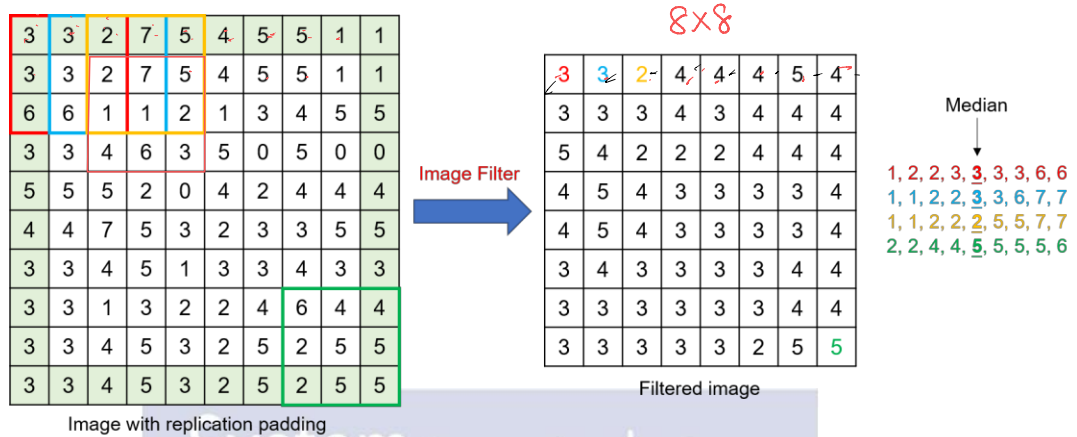 8×8
3 3 2 7 5 4 5 5 1 1
3 3 2 7 5 4 5 5 1 1
6 6 1 1 2 1 3 4 5 5
3 3 4 6 3 5 0 5 0 0
5 5 5 2 0 4 2 4 4 4
4 4 7 5 3 2 3 3 5 5
3 3 4 5 1 3 3 4 3 3
3 3 1 3 2 2 4 6 4 4
3 3 4 5 3 2 5 2 5 5
3 3 4 5 3 2 5 2 5 5
Image with replication padding
Image Filter
3 3 2 4 4 4 5 4
3 3 3 4 3 4 4 4
5 4 2 2 2 4 4 4
4 5 4 3 3 3 3 4
4 5 4 3 3 3 3 4
3 4 3 3 3 3 4 4
3 3 3 3 3 3 4 4
3 3 3 3 3 2 5 5
Filtered image
Median
1, 2, 2, 3, 3, 3, 3, 6, 6
1, 1, 2, 2, 3, 3, 6, 7, 7
1, 1, 2, 2, 2, 5, 5, 7, 7
2, 2, 4, 4, 5, 5, 5, 5, 6